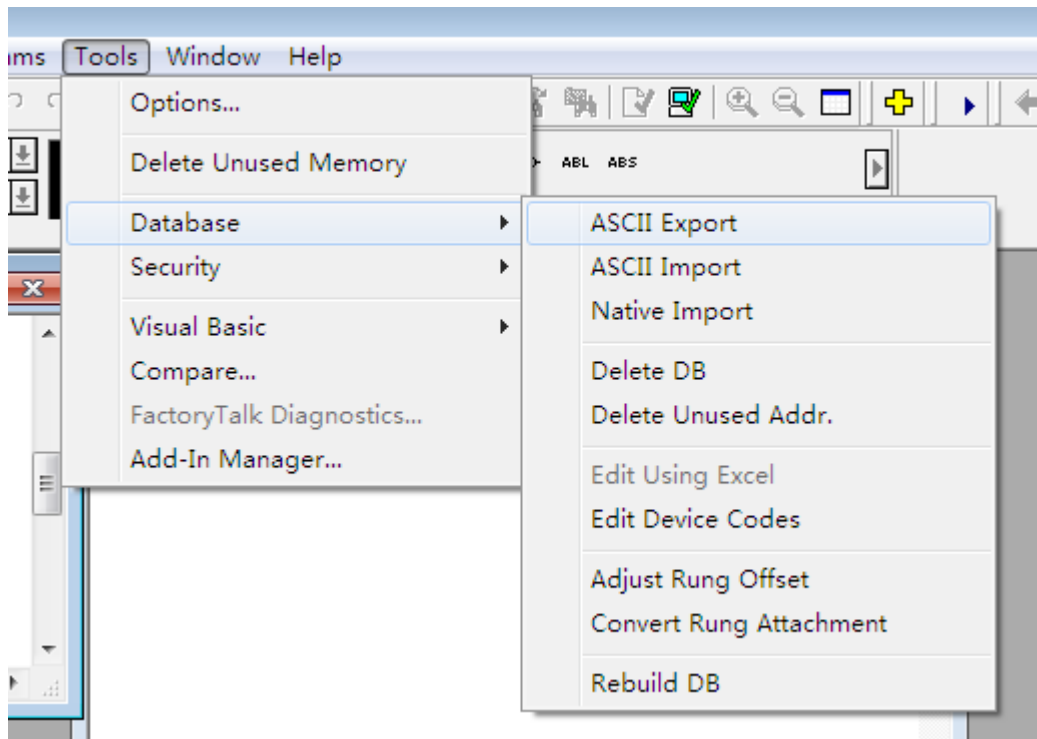 Tools Window Help
Options...
ABL ABS
Delete Unused Memory
Database
ASCII Export
Security
ASCII Import
Native Import
Visual Basic
Compare...
Delete DB
FactoryTalk Diagnostics...
Delete Unused Addr.
Add-In Manager...
Edit Using Excel
Edit Device Codes
Adjust Rung Offset
Convert Rung Attachment
Rebuild DB